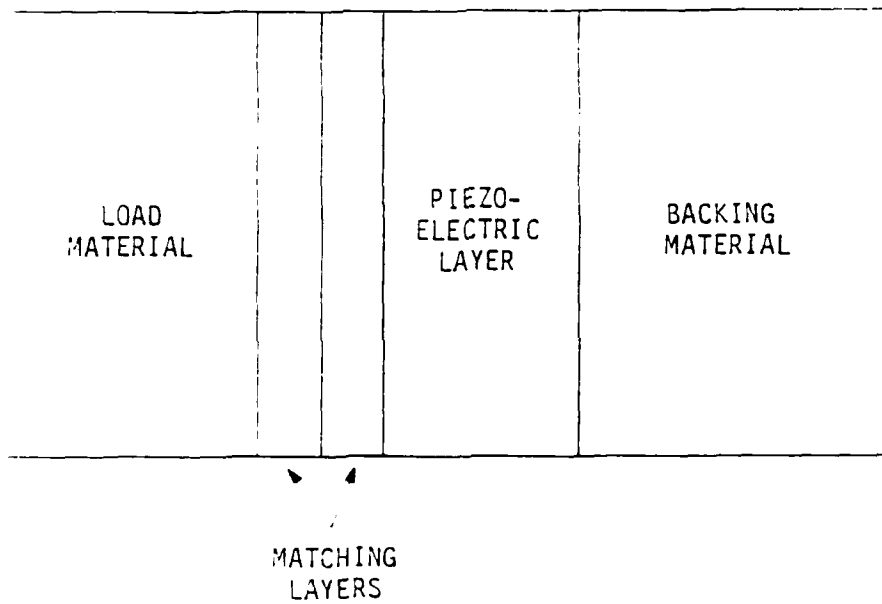 LOAD
MATERIAL
PIEZO-
ELECTRIC
LAYER
BACKING
MATERIAL
MATCHING
LAYERS